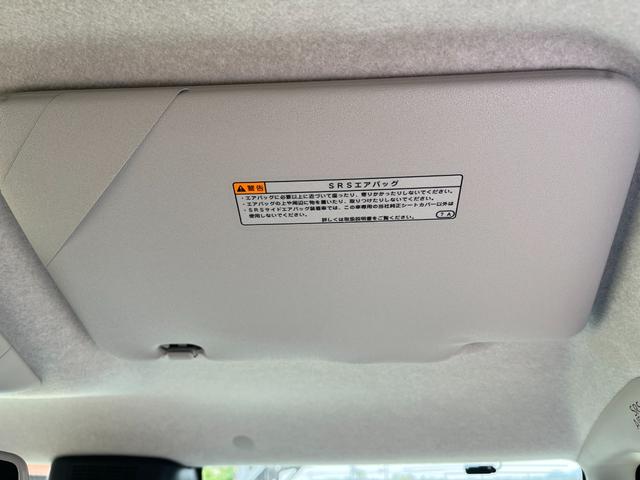 警告 SRSエアバッグ
・エアバッグに必要以上に近づいて座ったり、寄りかかったりしないでください。
・エアバッグの上や周辺に物を置いたり、取りつけたりしないでください。
・SRSサイドエアバッグ装着車では、この車専用の当社純正シートカバー以外は
使用しないでください。
詳しくは取扱説明書をご覧ください。 7A
SRS